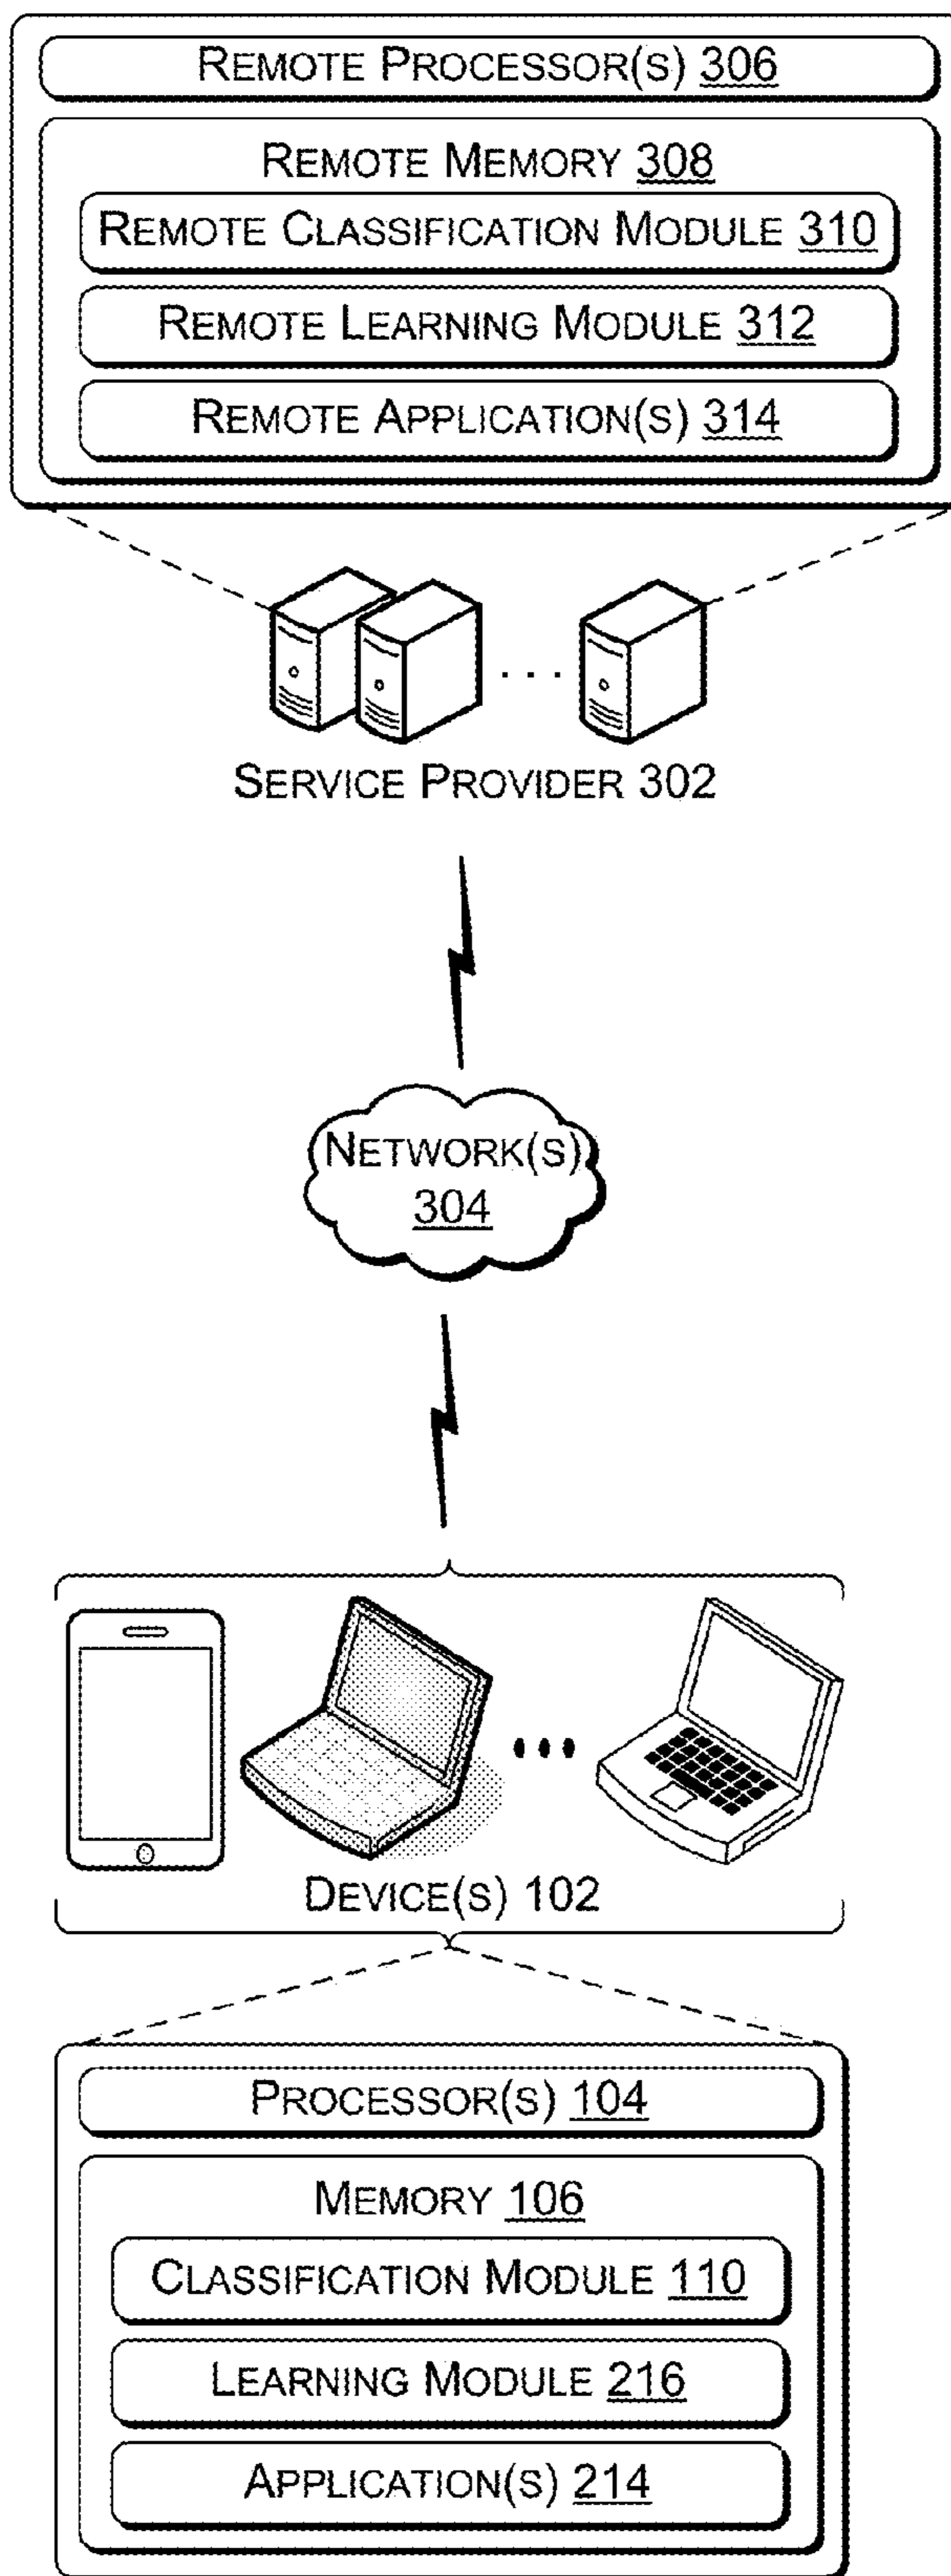 REMOTE PROCESSOR(S) 306
REMOTE MEMORY 308
REMOTE CLASSIFICATION MODULE 310
REMOTE LEARNING MODULE 312
REMOTE APPLICATION(S) 314
SERVICE PROVIDER 302
NETWORK(S)
304
DEVICE(S) 102
PROCESSOR(S) 104
MEMORY 106
CLASSIFICATION MODULE 110
LEARNING MODULE 216
APPLICATION(S) 214